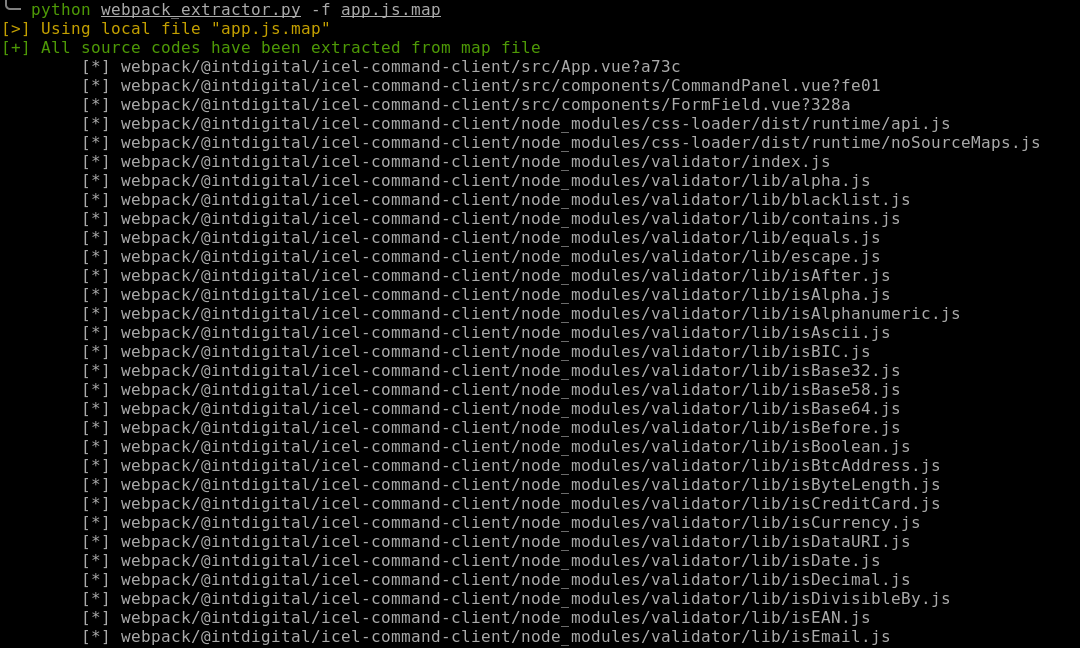 python webpack_extractor.py -f app.js.map
[>] Using local file "app.js.map"
[+] All source codes have been extracted from map file
[*] webpack/@intdigital/icel-command-client/src/App.vue?a73c
[*] webpack/@intdigital/icel-command-client/src/components/CommandPanel.vue?fe01
[*] webpack/@intdigital/icel-command-client/src/components/FormField.vue?328a
[*] webpack/@intdigital/icel-command-client/node_modules/css-loader/dist/runtime/api.js
[*] webpack/@intdigital/icel-command-client/node_modules/css-loader/dist/runtime/noSourceMaps.js
[*] webpack/@intdigital/icel-command-client/node_modules/validator/index.js
[*] webpack/@intdigital/icel-command-client/node_modules/validator/lib/alpha.js
[*] webpack/@intdigital/icel-command-client/node_modules/validator/lib/blacklist.js
[*] webpack/@intdigital/icel-command-client/node_modules/validator/lib/contains.js
[*] webpack/@intdigital/icel-command-client/node_modules/validator/lib/equals.js
[*] webpack/@intdigital/icel-command-client/node_modules/validator/lib/escape.js
[*] webpack/@intdigital/icel-command-client/node_modules/validator/lib/isAfter.js
[*] webpack/@intdigital/icel-command-client/node_modules/validator/lib/isAlpha.js
[*] webpack/@intdigital/icel-command-client/node_modules/validator/lib/isAlphanumeric.js
[*] webpack/@intdigital/icel-command-client/node_modules/validator/lib/isAscii.js
[*] webpack/@intdigital/icel-command-client/node_modules/validator/lib/isBIC.js
[*] webpack/@intdigital/icel-command-client/node_modules/validator/lib/isBase32.js
[*] webpack/@intdigital/icel-command-client/node_modules/validator/lib/isBase58.js
[*] webpack/@intdigital/icel-command-client/node_modules/validator/lib/isBase64.js
[*] webpack/@intdigital/icel-command-client/node_modules/validator/lib/isBefore.js
[*] webpack/@intdigital/icel-command-client/node_modules/validator/lib/isBoolean.js
[*] webpack/@intdigital/icel-command-client/node_modules/validator/lib/isBtcAddress.js
[*] webpack/@intdigital/icel-command-client/node_modules/validator/lib/isByteLength.js
[*] webpack/@intdigital/icel-command-client/node_modules/validator/lib/isCreditCard.js
[*] webpack/@intdigital/icel-command-client/node_modules/validator/lib/isCurrency.js
[*] webpack/@intdigital/icel-command-client/node_modules/validator/lib/isDataURI.js
[*] webpack/@intdigital/icel-command-client/node_modules/validator/lib/isDate.js
[*] webpack/@intdigital/icel-command-client/node_modules/validator/lib/isDecimal.js
[*] webpack/@intdigital/icel-command-client/node_modules/validator/lib/isDivisibleBy.js
[*] webpack/@intdigital/icel-command-client/node_modules/validator/lib/isEAN.js
[*] webpack/@intdigital/icel-command-client/node_modules/validator/lib/isEmail.js